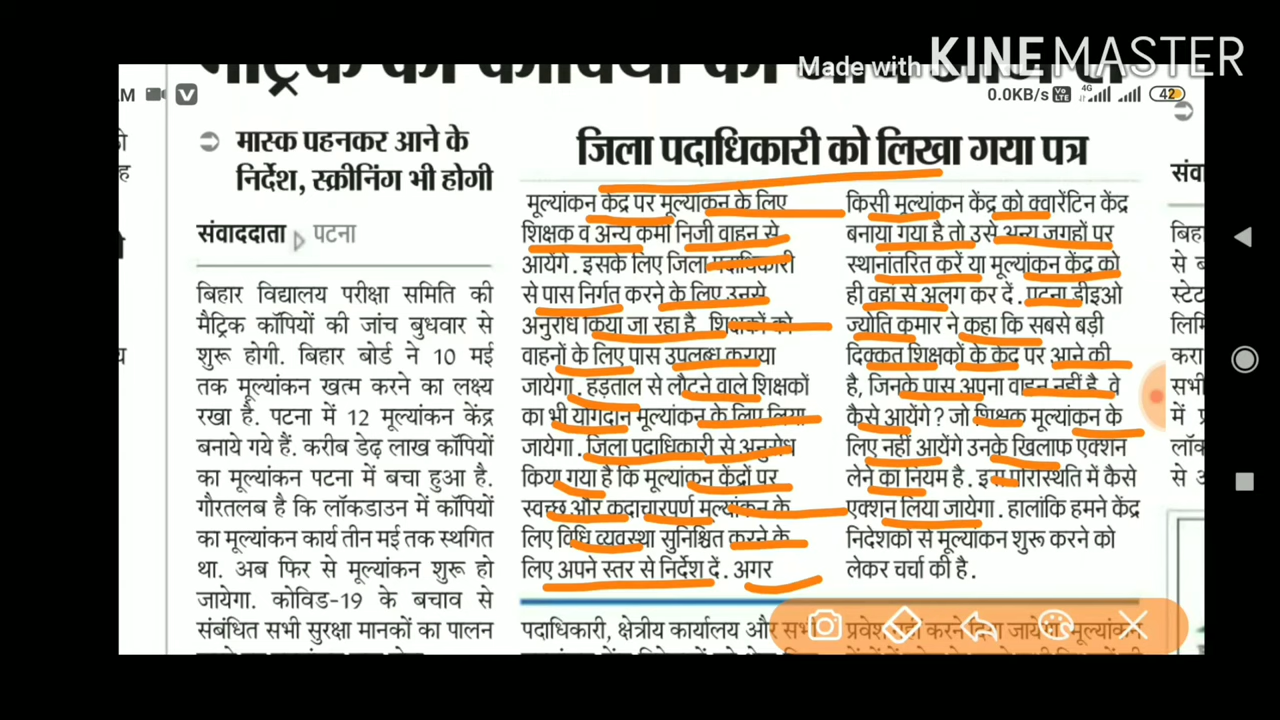 Made with KINEMASTER
0.0KB/s Vo LTE 4G 42
मास्क पहनकर आने के
निर्देश, स्क्रीनिंग भी होगी
संवाददाता पटना
बिहार विद्यालय परीक्षा समिति की
मैट्रिक कॉपियों की जांच बुधवार से
शुरू होगी. बिहार बोर्ड ने 10 मई
तक मूल्यांकन खत्म करने का लक्ष्य
रखा है. पटना में 12 मूल्यांकन केंद्र
बनाये गये हैं. करीब डेढ़ लाख कॉपियों
का मूल्यांकन पटना में बचा हुआ है.
गौरतलब है कि लॉकडाउन में कॉपियों
का मूल्यांकन कार्य तीन मई तक स्थगित
था. अब फिर से मूल्यांकन शुरू हो
जायेगा. कोविड-19 के बचाव से
संबंधित सभी सुरक्षा मानकों का पालन
जिला पदाधिकारी को लिखा गया पत्र
मूल्यांकन केंद्र पर मूल्यांकन के लिए
शिक्षक व अन्य कर्मी निजी वाहन से
आयेंगे. इसके लिए जिला पदाधिकारी
से पास निर्गत करने के लिए उनसे
अनुरोध किया जा रहा है. शिक्षकों को
वाहनों के लिए पास उपलब्ध कराया
जायेगा. हड़ताल से लौटने वाले शिक्षकों
का भी योगदान मूल्यांकन के लिए लिया
जायेगा. जिला पदाधिकारी से अनुरोध
किया गया है कि मूल्यांकन केंद्रों पर
स्वच्छ और कदाचारपूर्ण मूल्यांकन के
लिए विधि व्यवस्था सुनिश्चित करने के
लिए अपने स्तर से निर्देश दें. अगर
किसी मूल्यांकन केंद्र को क्वारेंटिन केंद्र
बनाया गया है तो उसे अन्य जगहों पर
स्थानांतरित करें या मूल्यांकन केंद्र को
ही वहां से अलग कर दें. पटना डीइओ
ज्योति कुमार ने कहा कि सबसे बड़ी
दिक्कत शिक्षकों के केंद्र पर आने की
है, जिनके पास अपना वाहन नहीं है. वे
कैसे आयेंगे? जो शिक्षक मूल्यांकन के
लिए नहीं आयेंगे उनके खिलाफ एक्शन
लेने का नियम है. इस परिस्थिति में कैसे
एक्शन लिया जायेगा. हालांकि हमने केंद्र
निदेशकों से मूल्यांकन शुरू करने को
लेकर चर्चा की है.
पदाधिकारी, क्षेत्रीय कार्यालय और सभी